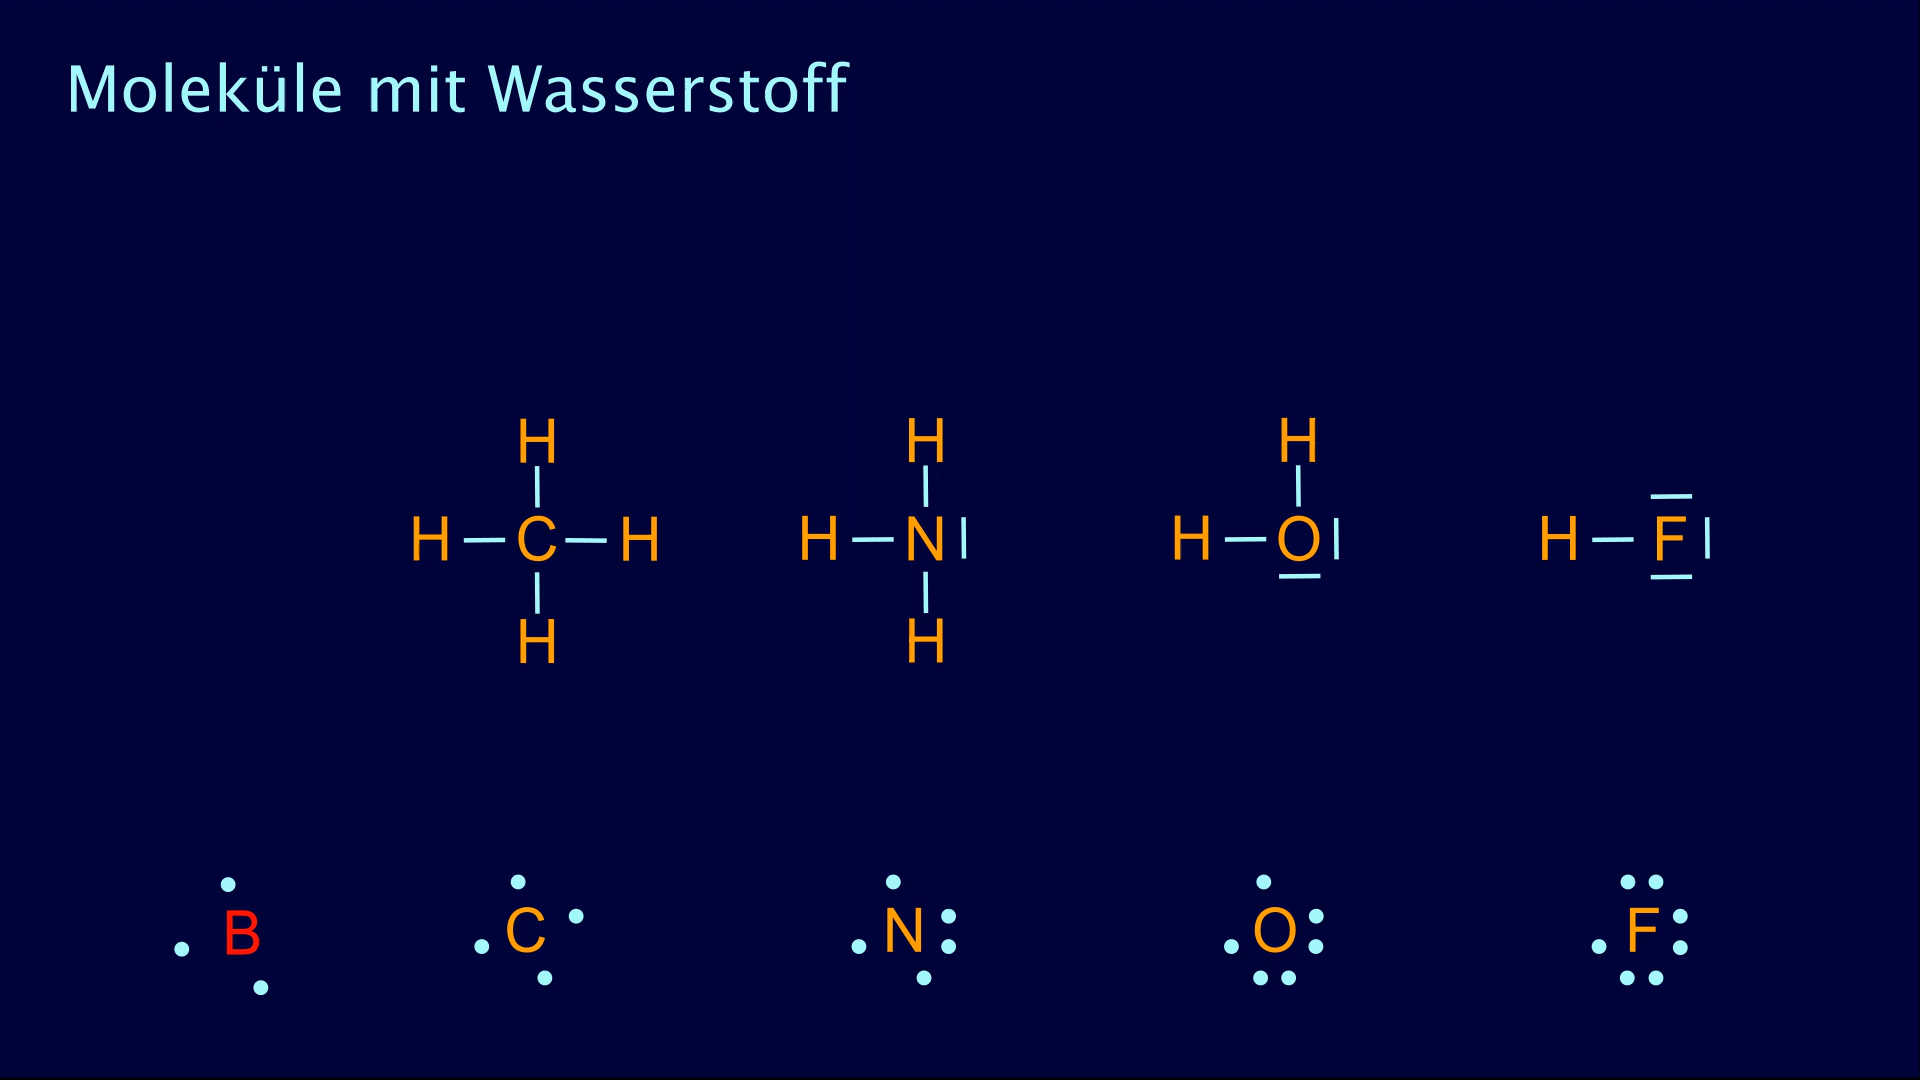 Moleküle mit Wasserstoff
H H H
H C H H N H O H F
H H
B C N O F